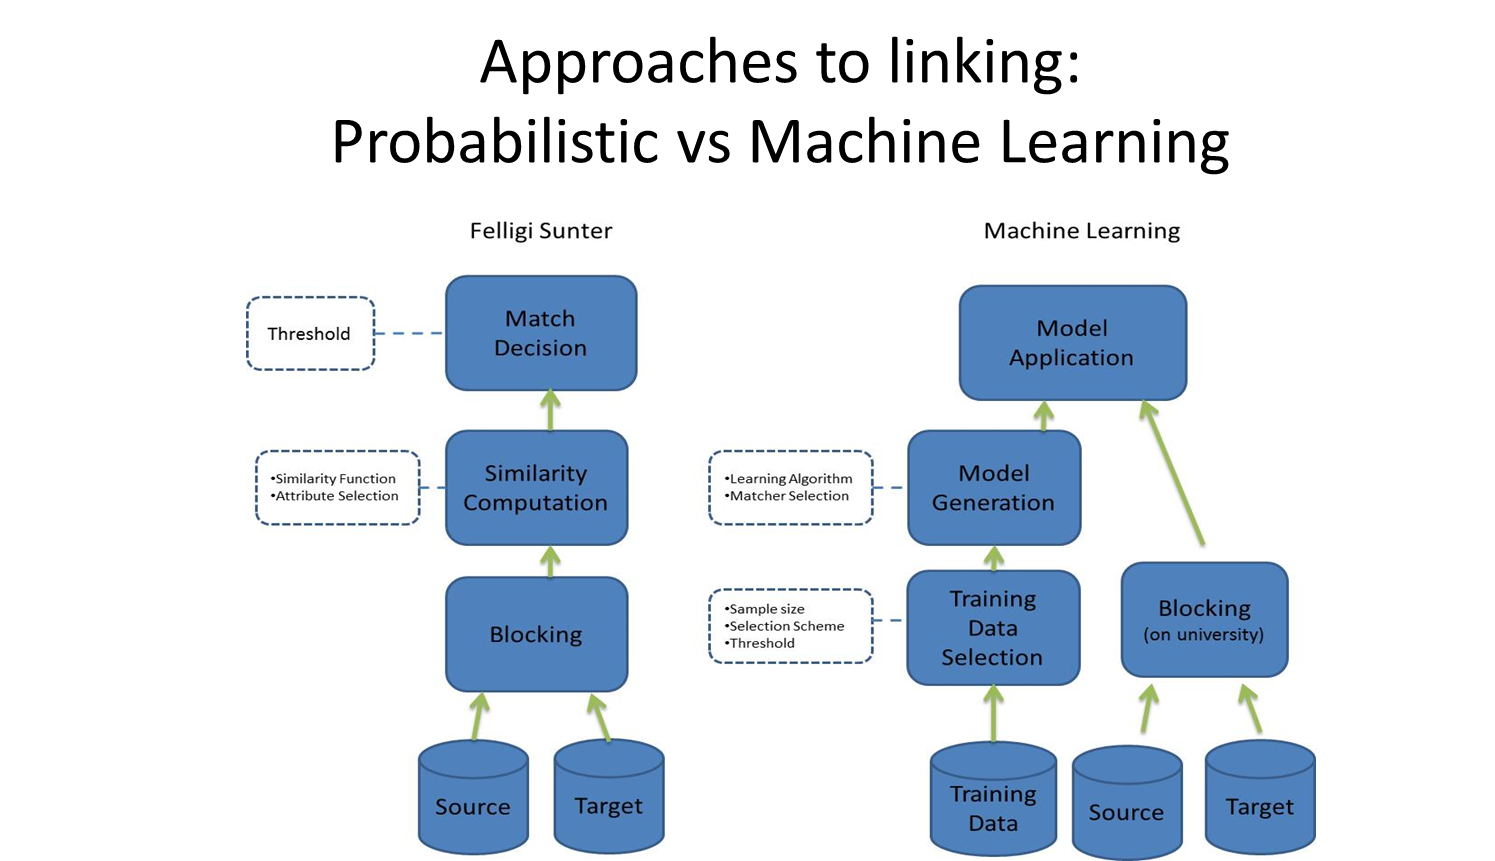 Approaches to linking:
Probabilistic vs Machine Learning
Felligi Sunter
Match
Decision
Threshold
Similarity
Computation
•Similarity Function
•Attribute Selection
Blocking
Source
Target
Machine Learning
Model
Application
Model
Generation
•Learning Algorithm
•Matcher Selection
Training
Data
Selection
•Sample size
•Selection Scheme
•Threshold
Blocking
(on university)
Training
Data
Source
Target